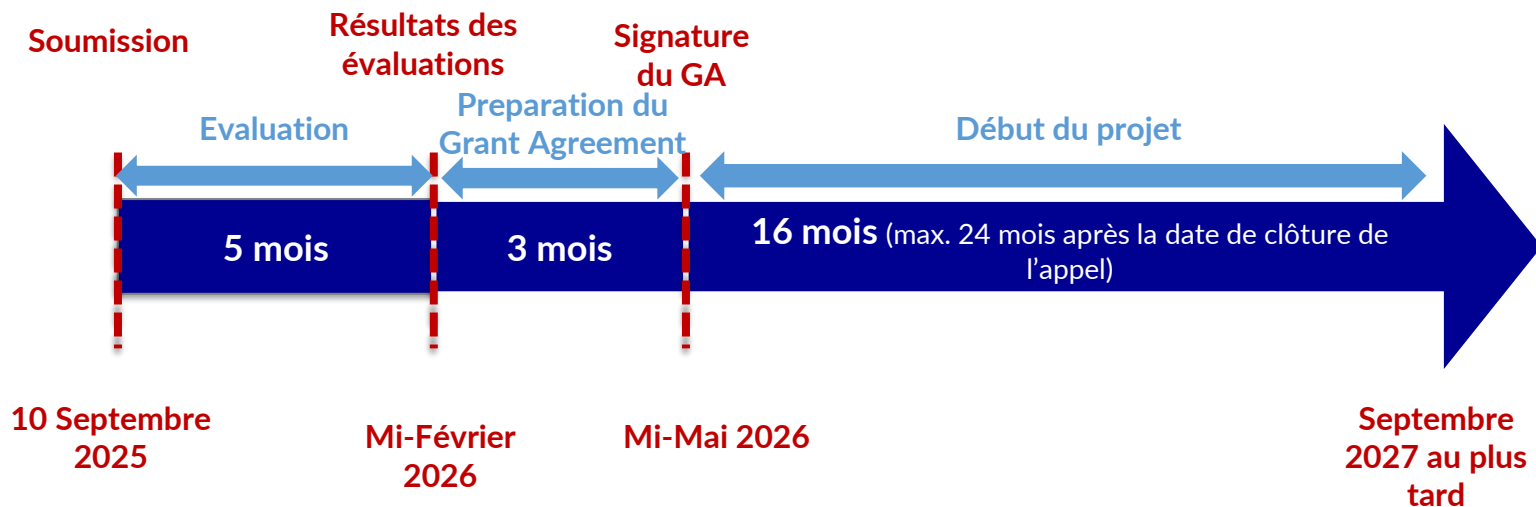 Soumission
Résultats des
évaluations
Signature
du GA
Evaluation
Preparation du
Grant Agreement
Début du projet
5 mois
3 mois
16 mois (max. 24 mois après la date de clôture de
l’appel)
10 Septembre
2025
Mi-Février
2026
Mi-Mai 2026
Septembre
2027 au plus
tard